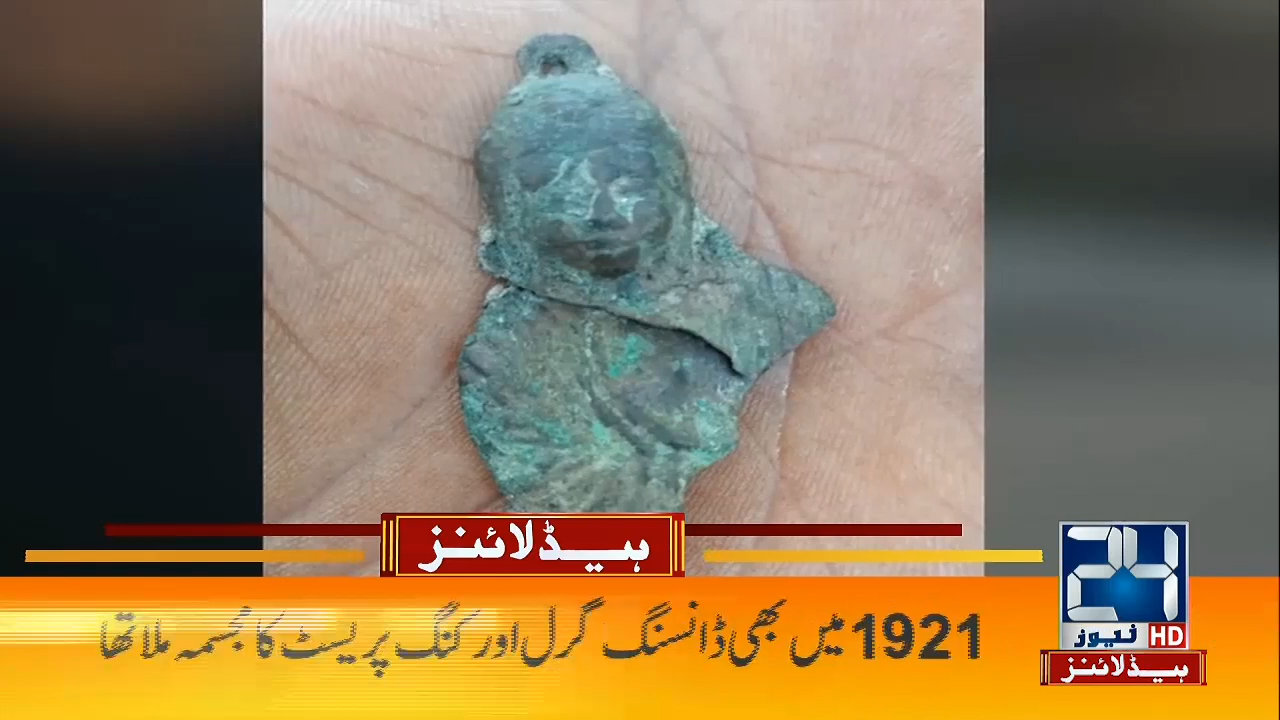 ہیڈلائنز
1921 میں بھی ڈانسنگ گرل اور کنگ پریسٹ کا مجسمہ ملا تھا
24
نیوز HD
ہیڈلائنز